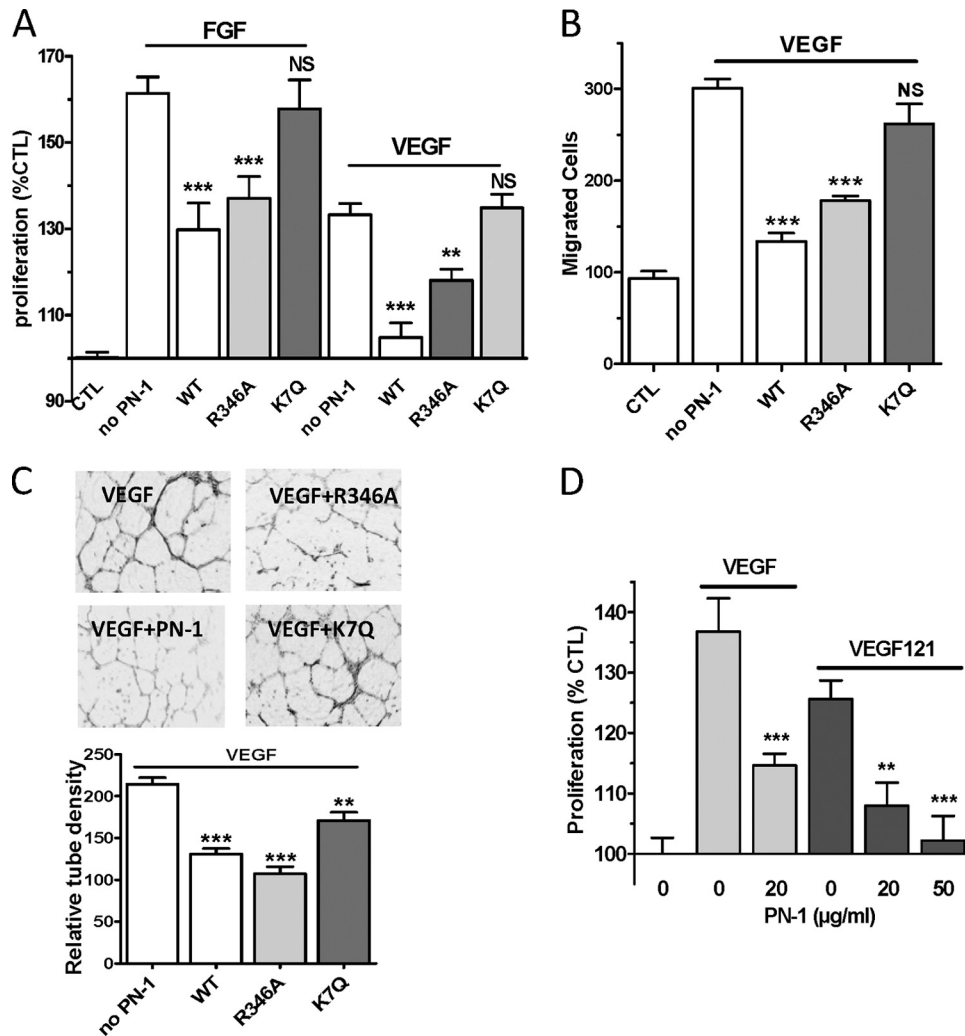 A
FGF
170
NS
150
***
***
VEGF
NS
130
**
***
110
90
proliferation (%CTL)
CTL
no PN-1
WT
R346A
K7Q
no PN-1
WT
R346A
K7Q
B
VEGF
300
NS
200
***
***
100
0
Migrated Cells
CTL
no PN-1
WT
R346A
K7Q
C
VEGF
VEGF+R346A
VEGF+PN-1
VEGF+K7Q
VEGF
250
200
**
150
***
***
100
50
0
Relative tube density
no PN-1
WT
R346A
K7Q
D
VEGF
140
VEGF121
130
120
***
**
110
***
100
Proliferation (% CTL)
0 0 20 0 20 50
PN-1 (µg/ml)